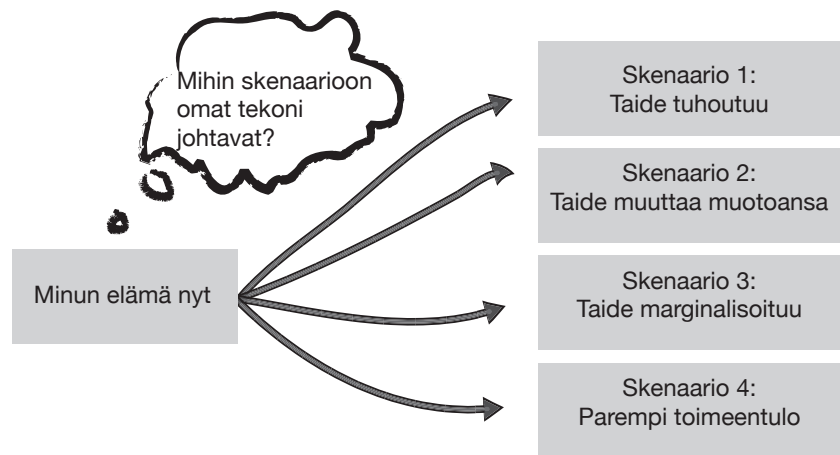 Mihin skenaarioon
omat tekoni
johtavat?
Minun elämä nyt
Skenaario 1:
Taide tuhoutuu
Skenaario 2:
Taide muuttaa muotoansa
Skenaario 3:
Taide marginalisoituu
Skenaario 4:
Parempi toimeentulo